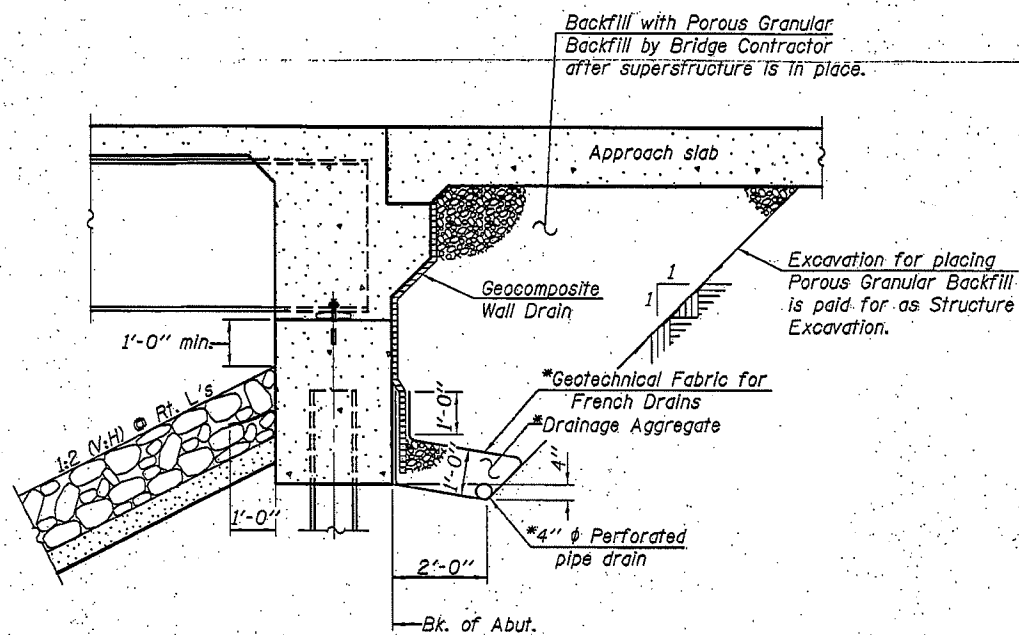 Backfill with Porous Granular
Backfill by Bridge Contractor
after superstructure is in place.
Approach slab
Geocomposite
Wall Drain
1
1
Excavation for placing
Porous Granular Backfill
is paid for as Structure
Excavation.
1'-0" min.
1:2 (V:H) @ Rt. L's
1'-0"
*Geotechnical Fabric for
French Drains
*Drainage Aggregate
1'-0"
1'-0"
4"
*4" ϕ Perforated
pipe drain
2'-0"
Bk. of Abut.